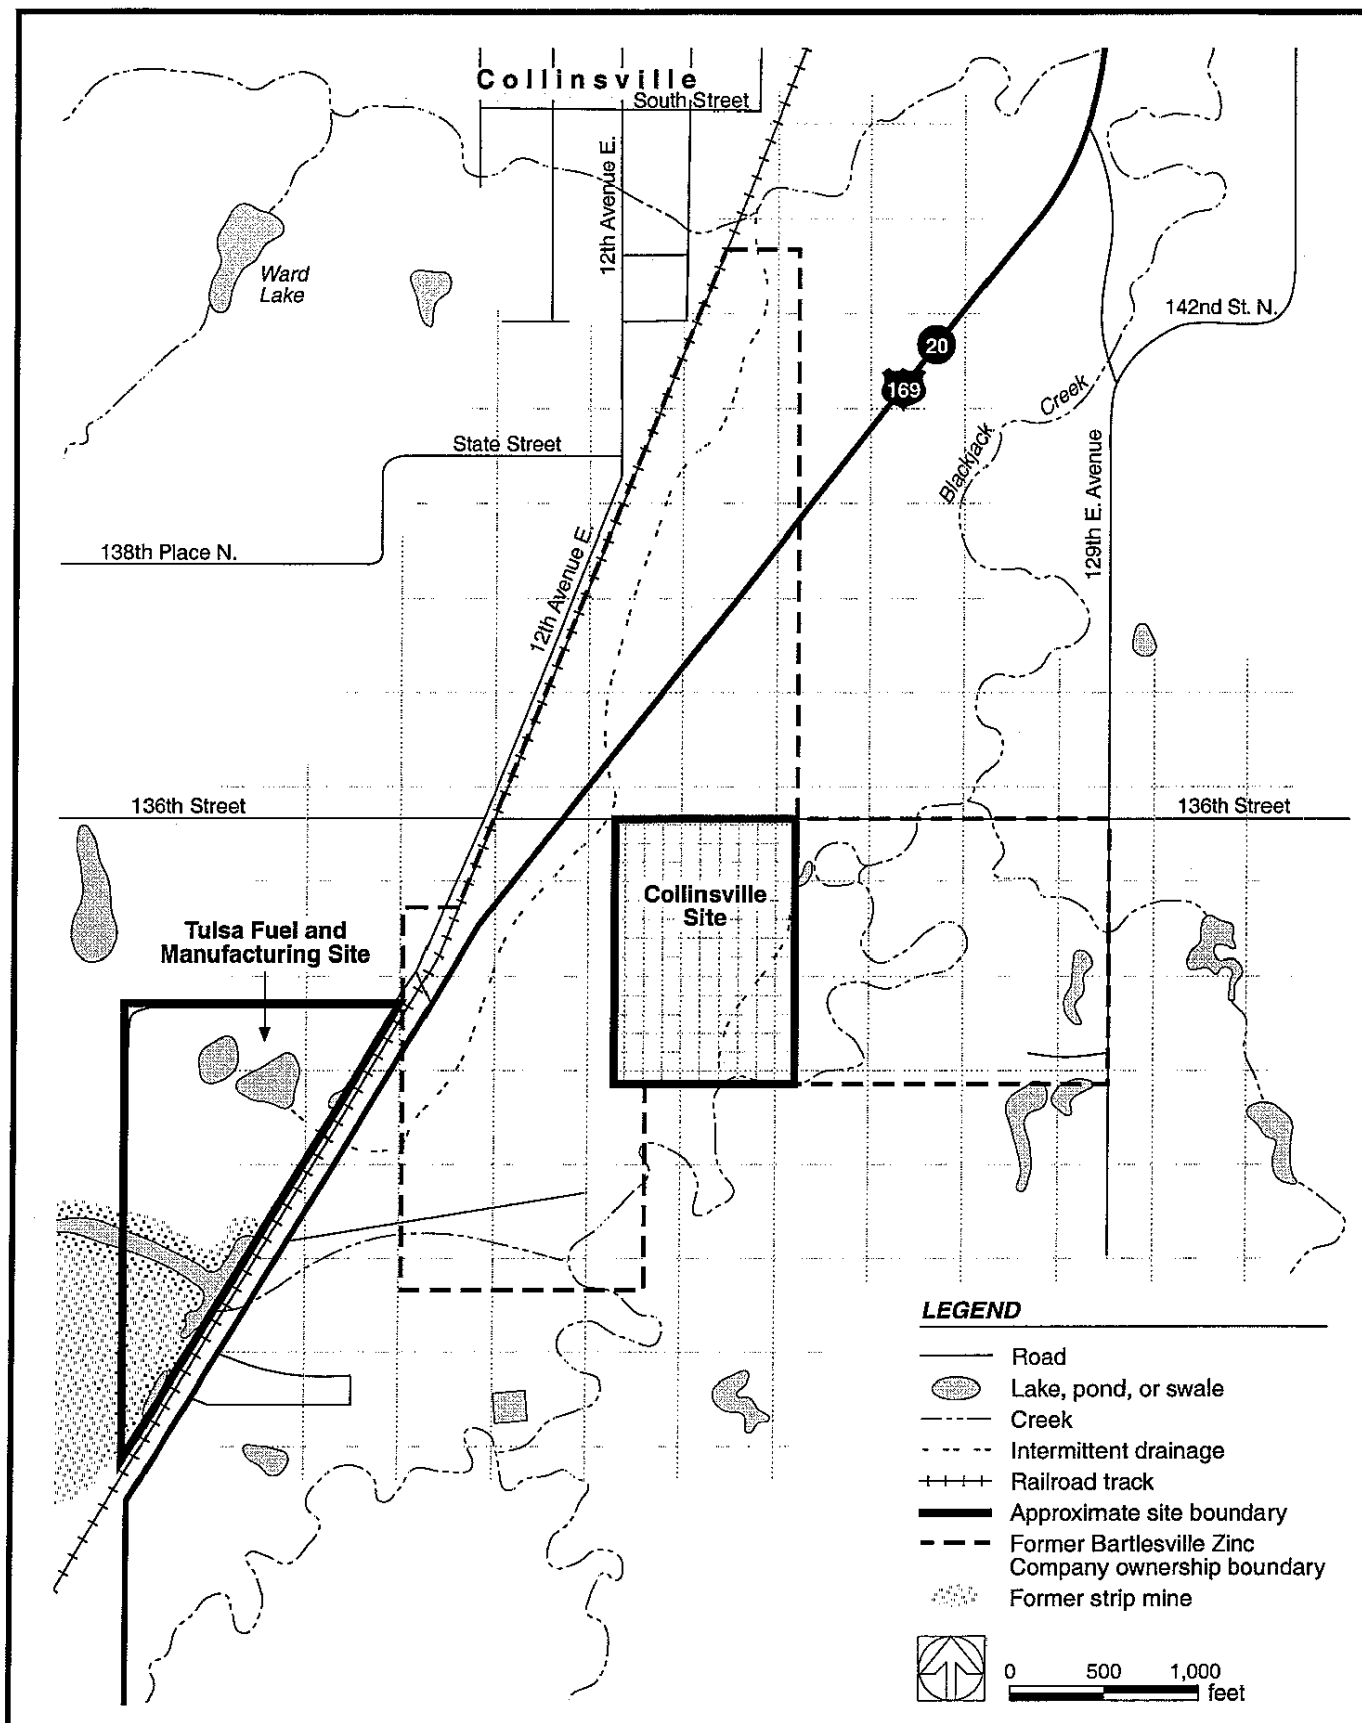 Collinsville
South Street
12th Avenue E.
Ward
Lake
142nd St. N.
20
169
Creek
Blackjack
State Street
129th E. Avenue
138th Place N.
12th Avenue E.
136th Street
136th Street
Collinsville
Site
Tulsa Fuel and
Manufacturing Site
LEGEND
Road
Lake, pond, or swale
Creek
Intermittent drainage
Railroad track
Approximate site boundary
Former Bartlesville Zinc
Company ownership boundary
Former strip mine
0 500 1,000
feet